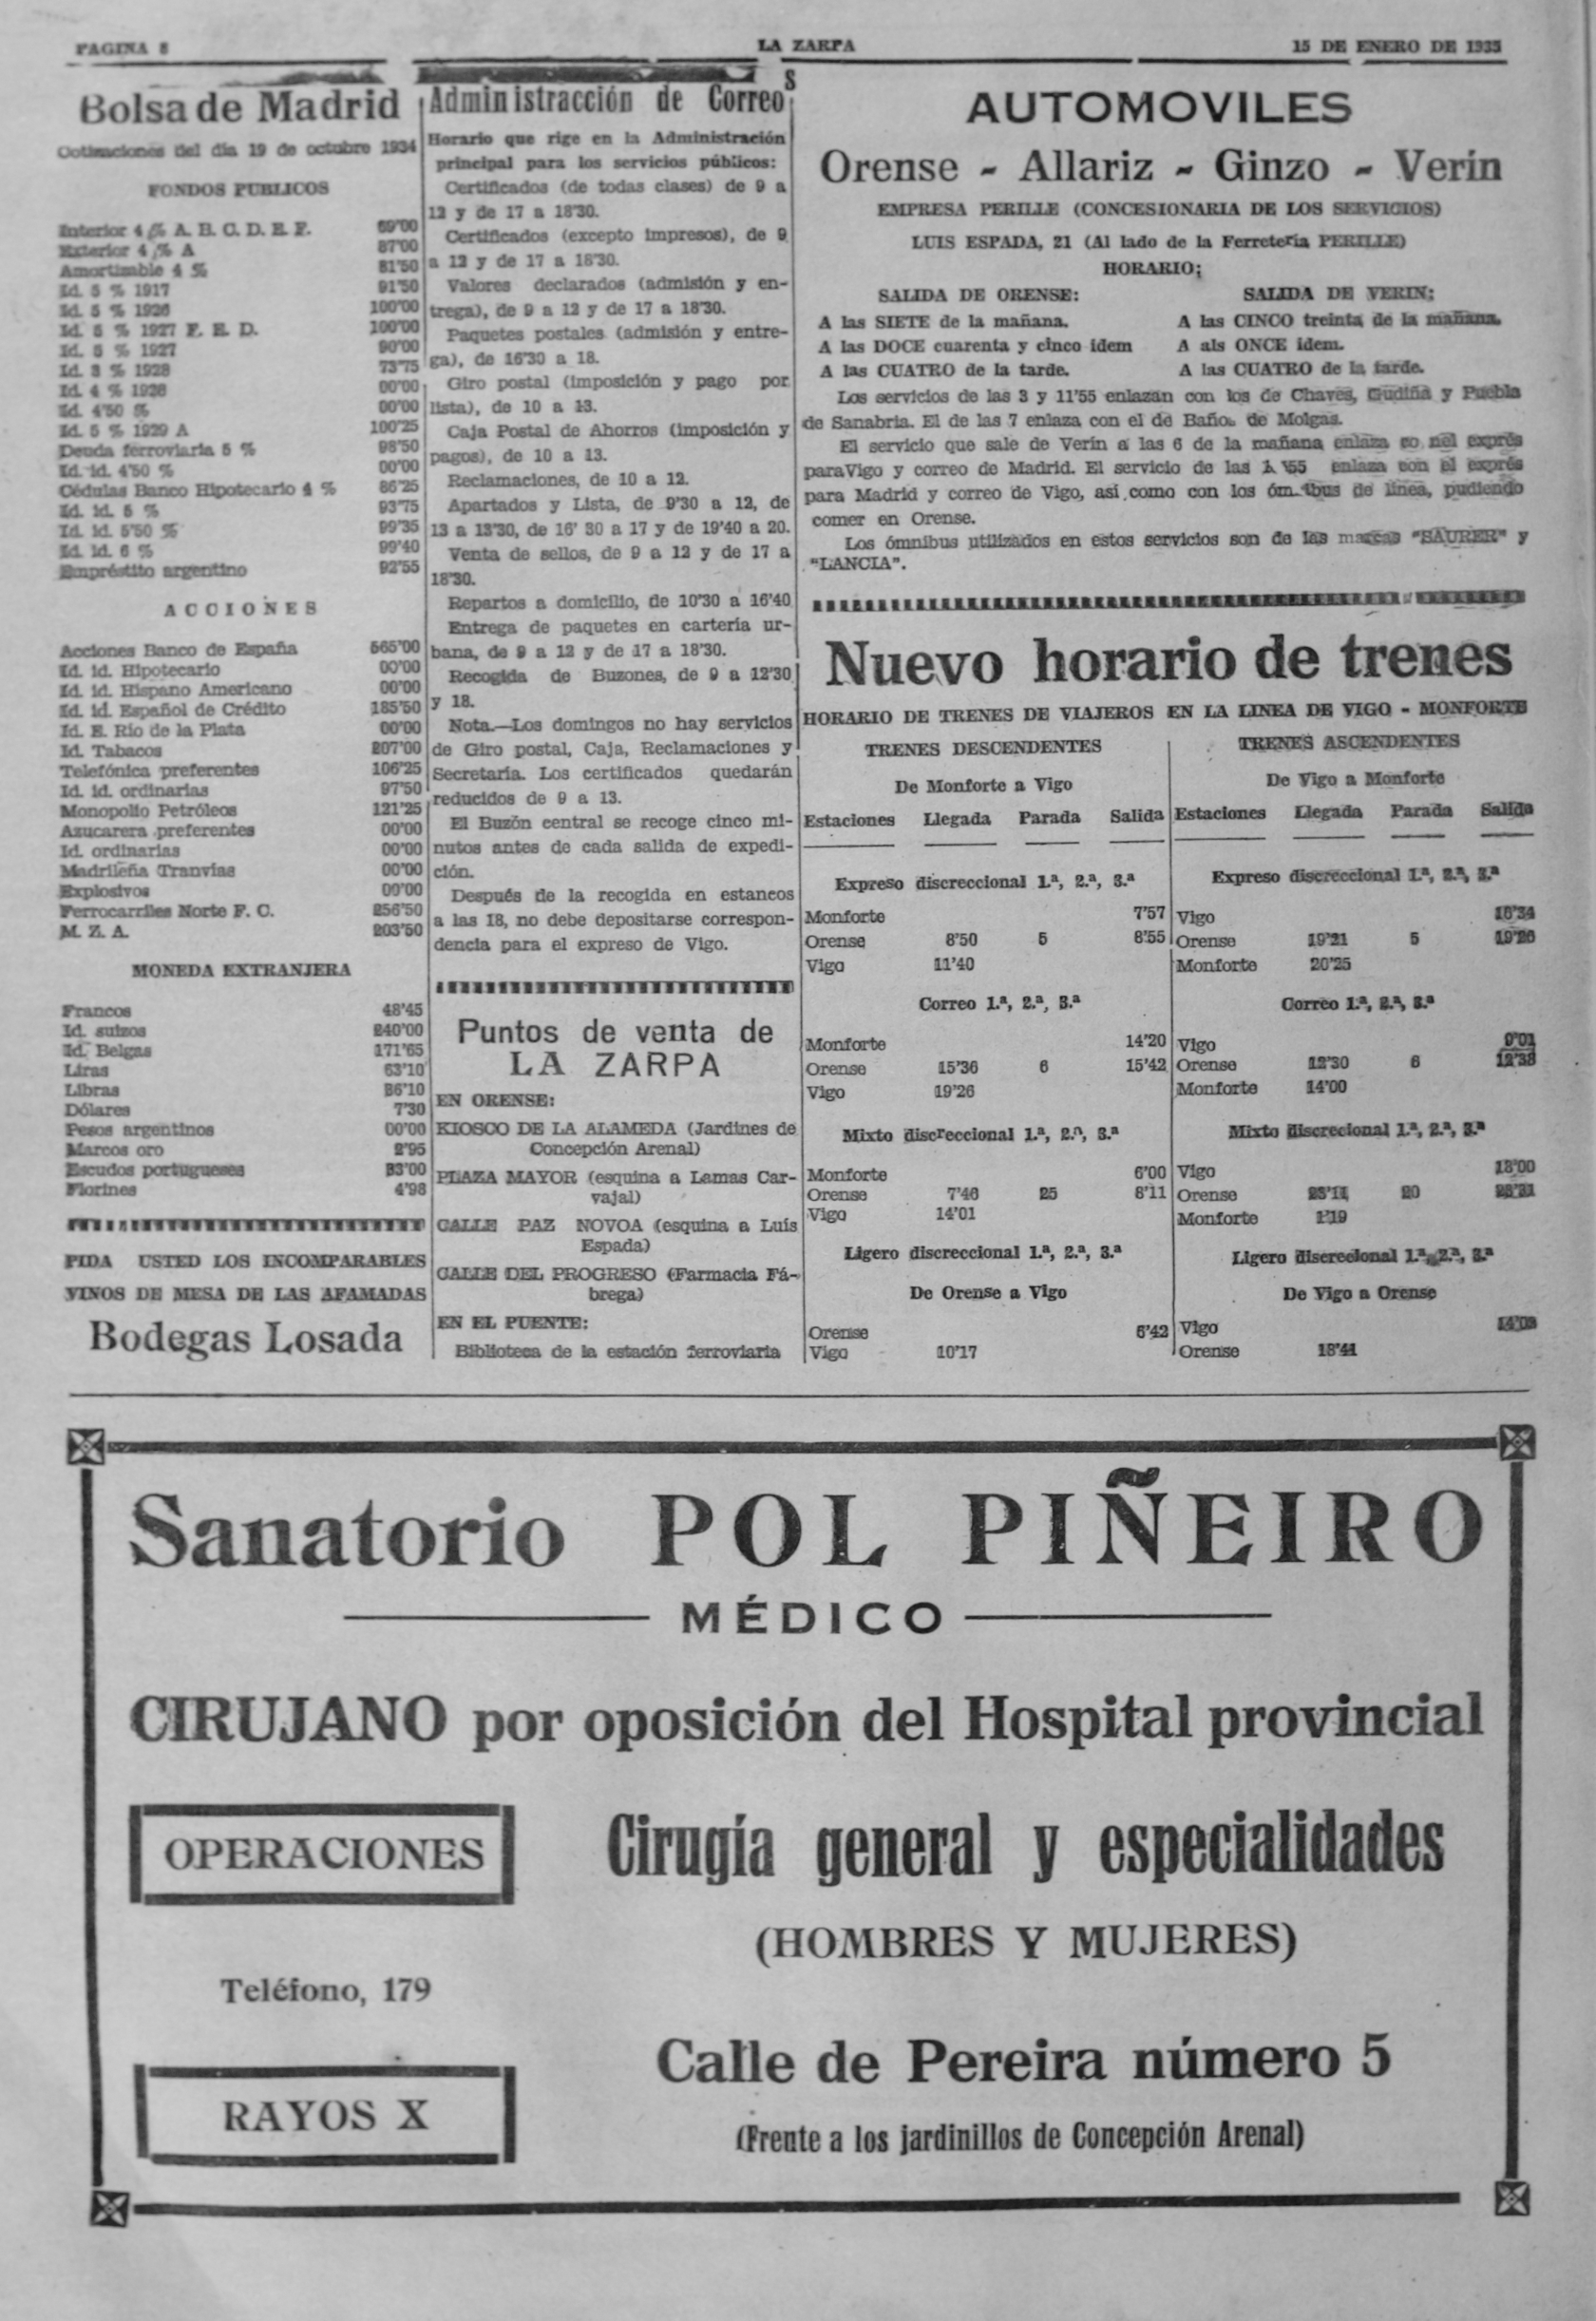 PAGINA 8
LA ZARPA
15 DE ENERO DE 1935
Bolsa de Madrid
Cotizaciones del día 19 de octubre 1934
FONDOS PUBLICOS
Interior 4 % A. B. C. D. E. F. 69'00
Exterior 4 % A 87'00
Amortizable 4 % 81'50
Id. 5 % 1917 91'50
Id. 5 % 1926 100'00
Id. 5 % 1927 F. E. D. 100'00
Id. 5 % 1927 90'00
Id. 3 % 1928 73'75
Id. 4 % 1928 00'00
Id. 4'50 % 00'00
Id. 5 % 1929 A 100'25
Deuda ferroviaria 5 % 98'50
Id. id. 4'50 % 00'00
Cédulas Banco Hipotecario 4 % 86'25
Id. id. 5 % 93'75
Id. id. 5'50 % 99'35
Id. id. 6 % 99'40
Empréstito argentino 92'55
ACCIONES
Acciones Banco de España 565'00
Id. id. Hipotecario 00'00
Id. id. Hispano Americano 00'00
Id. id. Español de Crédito 185'50
Id. E. Río de la Plata 00'00
Id. Tabacos 207'00
Telefónica preferentes 106'25
Id. id. ordinarias 97'50
Monopolio Petróleos 121'25
Azucarera preferentes 00'00
Id. ordinarias 00'00
Madrileña Tranvías 00'00
Explosivos 00'00
Ferrocarriles Norte F. C. 256'50
M. Z. A. 203'50
MONEDA EXTRANJERA
Francos 48'45
Id. suizos 240'00
Id. Belgas 171'65
Liras 63'10
Libras 36'10
Dólares 7'30
Pesos argentinos 00'00
Marcos oro 2'95
Escudos portugueses 33'00
Florines 4'98
PIDA USTED LOS INCOMPARABLES
VINOS DE MESA DE LAS AFAMADAS
Bodegas Losada
Administracción de Correos
Horario que rige en la Administración
principal para los servicios públicos:
Certificados (de todas clases) de 9 a
12 y de 17 a 18'30.
Certificados (excepto impresos), de 9
a 12 y de 17 a 18'30.
Valores declarados (admisión y en-
trega), de 9 a 12 y de 17 a 18'30.
Paquetes postales (admisión y entre-
ga), de 16'30 a 18.
Giro postal (imposición y pago por
lista), de 10 a 13.
Caja Postal de Ahorros (imposición y
pagos), de 10 a 13.
Reclamaciones, de 10 a 12.
Apartados y Lista, de 9'30 a 12, de
13 a 13'30, de 16' 30 a 17 y de 19'40 a 20.
Venta de sellos, de 9 a 12 y de 17 a
18'30.
Repartos a domicilio, de 10'30 a 16'40
Entrega de paquetes en cartería ur-
bana, de 9 a 12 y de 17 a 18'30.
Recogida de Buzones, de 9 a 12'30
y 18.
Nota.—Los domingos no hay servicios
de Giro postal, Caja, Reclamaciones y
Secretaría. Los certificados quedarán
reducidos de 9 a 13.
El Buzón central se recoge cinco mi-
nutos antes de cada salida de expedi-
ción.
Después de la recogida en estancos
a las 18, no debe depositarse correspon-
dencia para el expreso de Vigo.
Puntos de venta de
LA ZARPA
EN ORENSE:
KIOSCO DE LA ALAMEDA (Jardines de
Concepción Arenal)
PLAZA MAYOR (esquina a Lamas Car-
vajal)
CALLE PAZ NOVOA (esquina a Luís
Espada)
CALLE DEL PROGRESO (Farmacia Fá-
brega)
EN EL PUENTE:
Biblioteca de la estación ferroviaria
AUTOMOVILES
Orense - Allariz - Ginzo - Verín
EMPRESA PERILLE (CONCESIONARIA DE LOS SERVICIOS)
LUIS ESPADA, 21 (Al lado de la Ferretería PERILLE)
HORARIO;
SALIDA DE ORENSE:
A las SIETE de la mañana.
A las DOCE cuarenta y cinco idem
A las CUATRO de la tarde.
SALIDA DE VERIN;
A las CINCO treinta de la mañana.
A als ONCE idem.
A las CUATRO de la tarde.
Los servicios de las 3 y 11'55 enlazan con los de Chaves, Gudiña y Puebla
de Sanabria. El de las 7 enlaza con el de Baños de Molgas.
El servicio que sale de Verín a las 6 de la mañana enlaza co nel exprés
paraVigo y correo de Madrid. El servicio de las '55 enlaza con el exprés
para Madrid y correo de Vigo, así como con los ómnibus de línea, pudiendo
comer en Orense.
Los ómnibus utilizados en estos servicios son de las marcas "SAURER" y
"LANCIA".
Nuevo horario de trenes
HORARIO DE TRENES DE VIAJEROS EN LA LINEA DE VIGO - MONFORTE
TRENES DESCENDENTES
De Monforte a Vigo
Estaciones Llegada Parada Salida
Expreso discreccional 1.ª, 2.ª, 3.ª
Monforte 7'57
Orense 8'50 5 8'55
Vigo 11'40
Correo 1.ª, 2.ª, 3.ª
Monforte 14'20
Orense 15'36 6 15'42
Vigo 19'26
Mixto discreccional 1.ª, 2.ª, 3.ª
Monforte 6'00
Orense 7'46 25 8'11
Vigo 14'01
Ligero discreccional 1.ª, 2.ª, 3.ª
De Orense a Vigo
Orense 6'42
Vigo 10'17
TRENES ASCENDENTES
De Vigo a Monforte
Estaciones Llegada Parada Salida
Expreso discreccional 1.ª, 2.ª, 3.ª
Vigo 16'34
Orense 19'21 5 19'26
Monforte 20'25
Correo 1.ª, 2.ª, 3.ª
Vigo 9'01
Orense 12'30 6
Monforte 14'00
Mixto discrecional 1.ª, 2.ª, 3.ª
Vigo 18'00
Orense 23'11 20
Monforte 1'19
Ligero discrecional 1.ª, 2.ª, 3.ª
De Vigo a Orense
Vigo
Orense 18'41
Sanatorio POL PIÑEIRO
MÉDICO
CIRUJANO por oposición del Hospital provincial
OPERACIONES
Cirugía general y especialidades
(HOMBRES Y MUJERES)
Teléfono, 179
Calle de Pereira número 5
RAYOS X
(Frente a los jardinillos de Concepción Arenal)